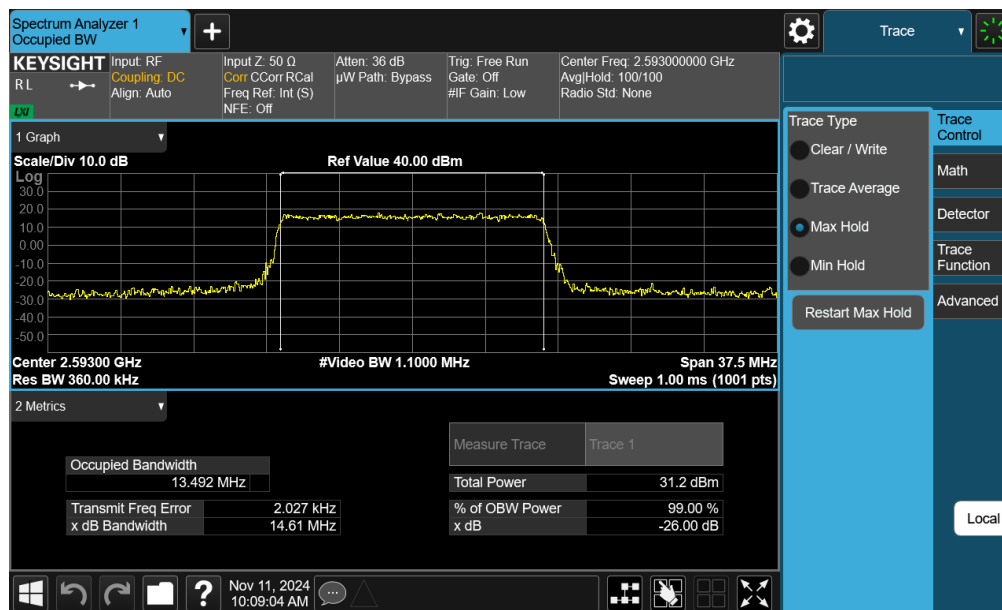 Spectrum Analyzer 1
Occupied BW
Trace
KEYSIGHT
R L
LXI
Input: RF
Coupling: DC
Align: Auto
Input Z: 50 Ω
Corr CCorr RCal
Freq Ref: Int (S)
NFE: Off
Atten: 36 dB
µW Path: Bypass
Trig: Free Run
Gate: Off
#IF Gain: Low
Center Freq: 2.593000000 GHz
Avg|Hold: 100/100
Radio Std: None
1 Graph
Scale/Div 10.0 dB
Ref Value 40.00 dBm
Log
30.0
20.0
10.0
0.00
-10.0
-20.0
-30.0
-40.0
-50.0
Center 2.59300 GHz
#Video BW 1.1000 MHz
Span 37.5 MHz
Res BW 360.00 kHz
Sweep 1.00 ms (1001 pts)
2 Metrics
Measure Trace
Trace 1
Occupied Bandwidth
13.492 MHz
Total Power
31.2 dBm
Transmit Freq Error
2.027 kHz
% of OBW Power
99.00 %
x dB Bandwidth
14.61 MHz
x dB
-26.00 dB
Trace Type
Clear / Write
Trace Average
Max Hold
Min Hold
Restart Max Hold
Trace
Control
Math
Detector
Trace
Function
Advanced
Local
?
Nov 11, 2024
10:09:04 AM